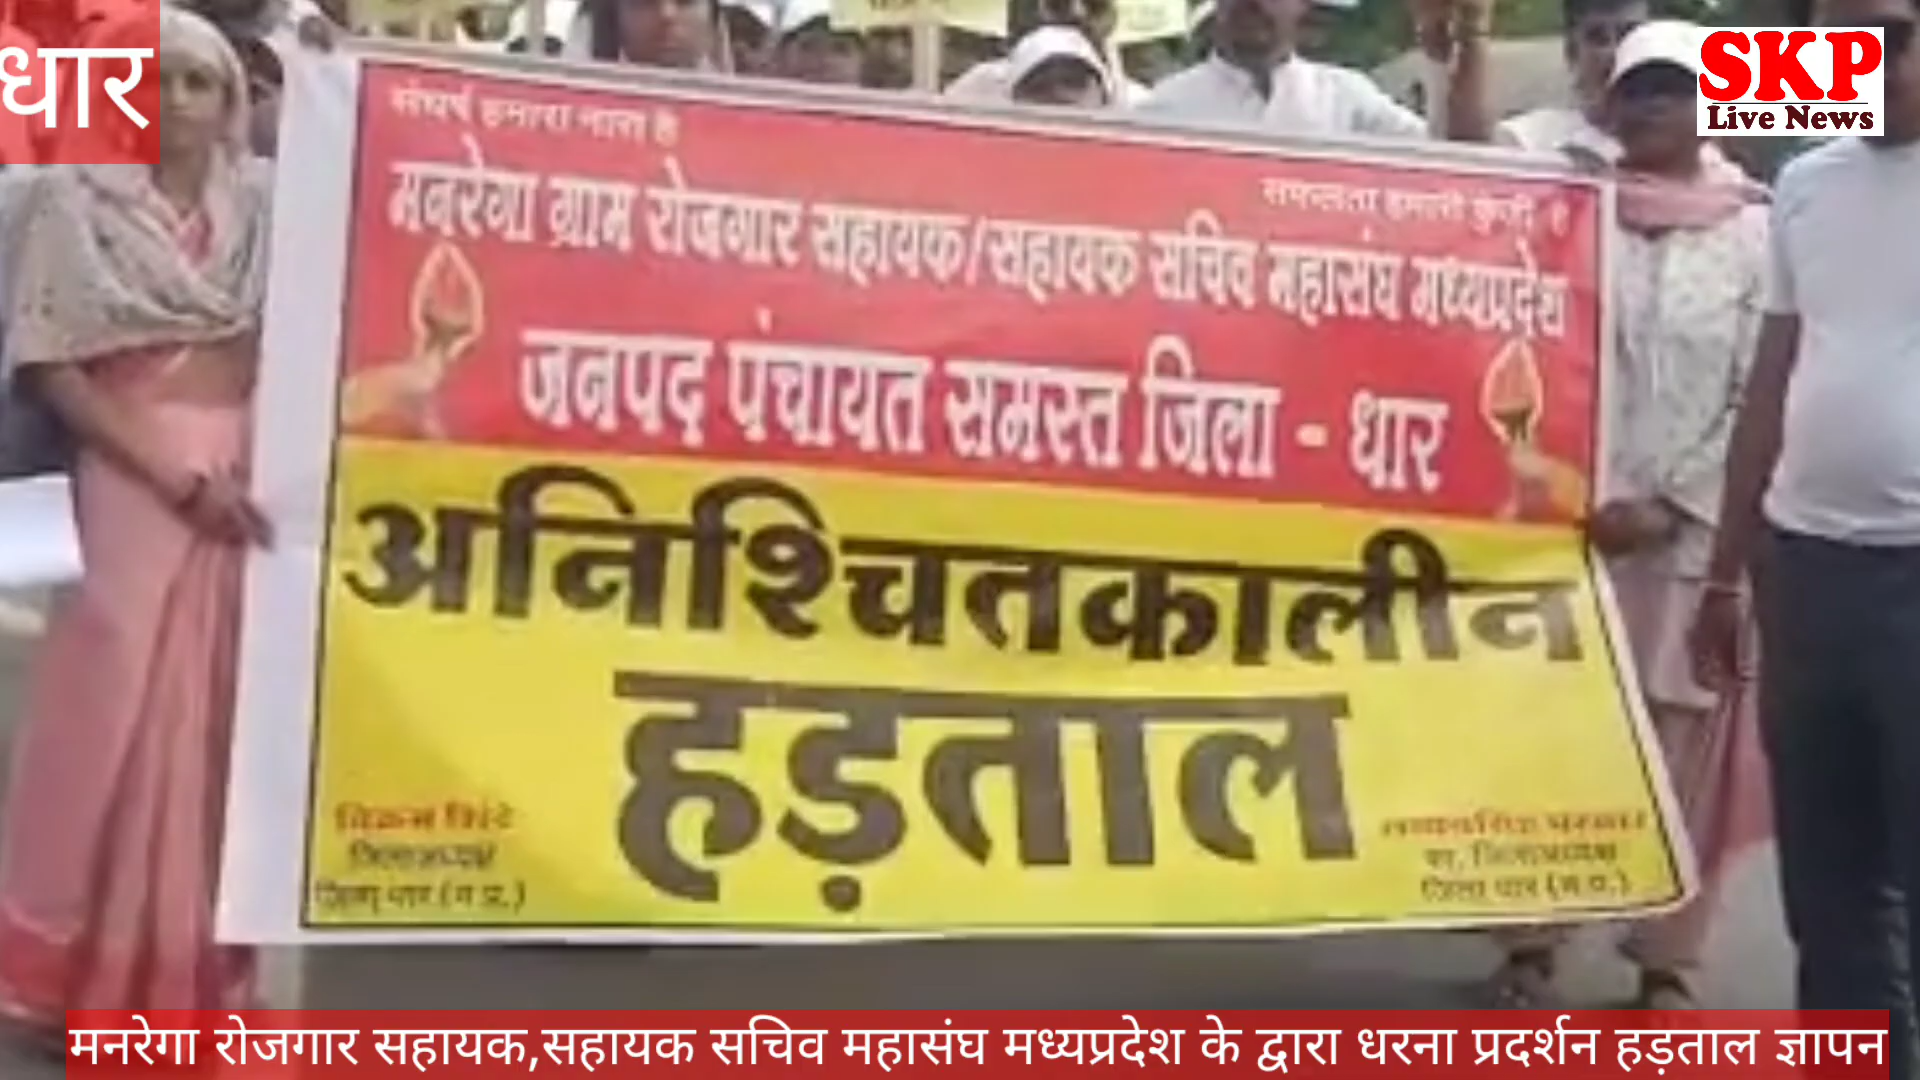 धार
SKP
Live News
संघर्ष हमारा नारा है
सफलता हमारी कुंजी है
मनरेगा ग्राम रोजगार सहायक/सहायक सचिव महासंघ मध्यप्रदेश
जनपद पंचायत समस्त जिला - धार
अनिश्चितकालीन
हड़ताल
जिलाध्यक्ष
जिला धार (म.प्र.)
जिला धार (म.प्र.)
मनरेगा रोजगार सहायक,सहायक सचिव महासंघ मध्यप्रदेश के द्वारा धरना प्रदर्शन हड़ताल ज्ञापन